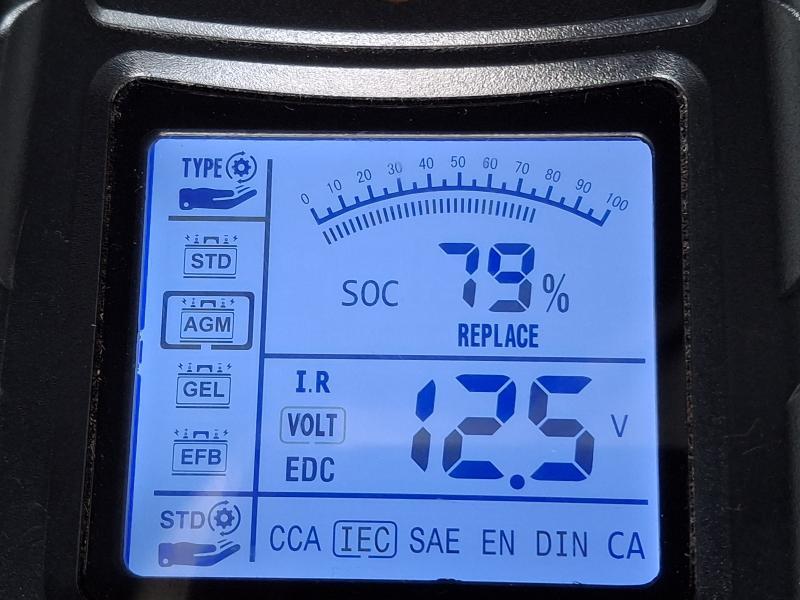 TYPE
0 10 20 30 40 50 60 70 80 90 100
STD
AGM
GEL
EFB
SOC 79%
REPLACE
I.R
VOLT
EDC
12.5 V
STD
CCA IEC SAE EN DIN CA